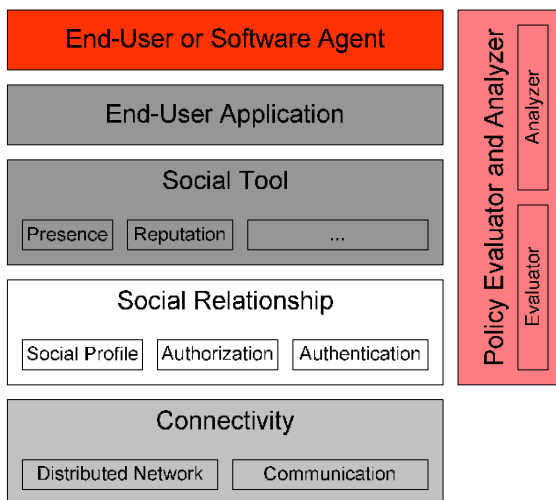 End-User or Software Agent
End-User Application
Social Tool
Presence
Reputation
...
Social Relationship
Social Profile
Authorization
Authentication
Connectivity
Distributed Network
Communication
Policy Evaluator and Analyzer
Analyzer
Evaluator